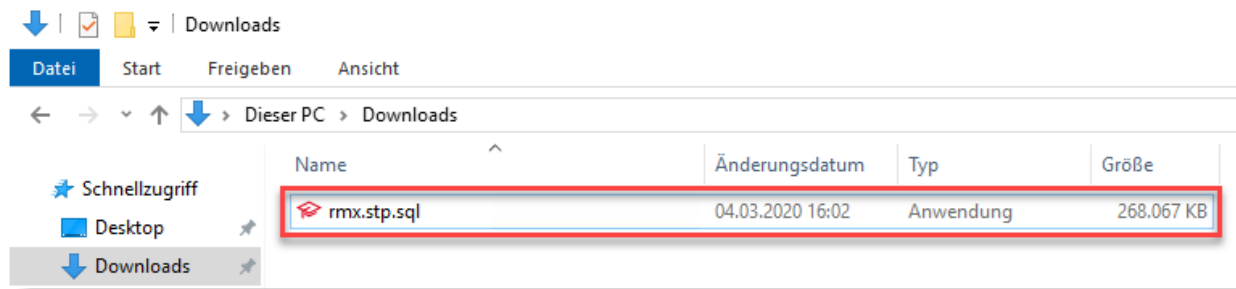 Downloads
Datei Start Freigeben Ansicht
Dieser PC Downloads
Name Änderungsdatum Typ Größe
Schnellzugriff
rmx.stp.sql 04.03.2020 16:02 Anwendung 268.067 KB
Desktop
Downloads